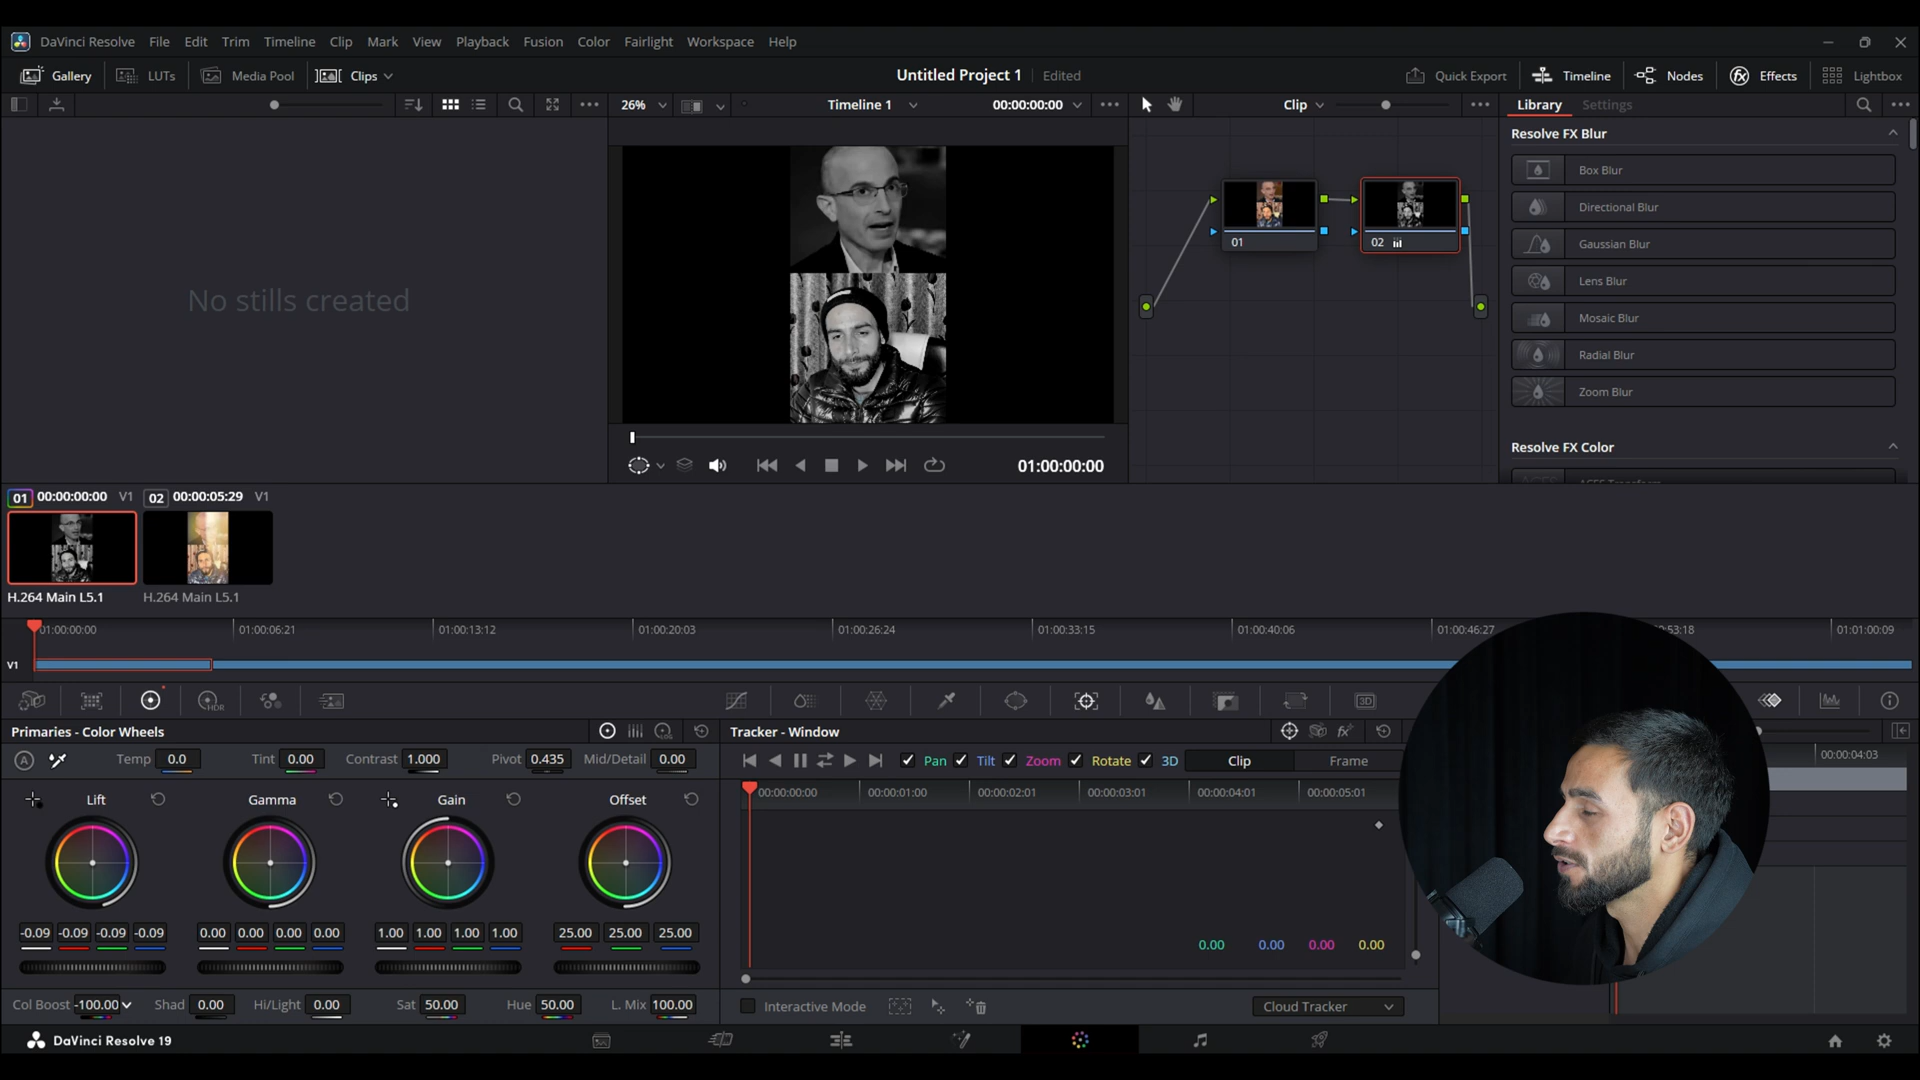 DaVinci Resolve File Edit Trim Timeline Clip Mark View Playback Fusion Color Fairlight Workspace Help
Gallery LUTs Media Pool Clips Untitled Project 1 Edited Quick Export Timeline Nodes Effects Lightbox
26% Timeline 1 00:00:00:00 Clip Library Settings
Resolve FX Blur
Box Blur
Directional Blur
Gaussian Blur
Lens Blur
Mosaic Blur
Radial Blur
Zoom Blur
Resolve FX Color
No stills created
01
02
01:00:00:00
01 00:00:00:00 V1 02 00:00:05:29 V1
H.264 Main L5.1 H.264 Main L5.1
01:00:00:00 01:00:06:21 01:00:13:12 01:00:20:03 01:00:26:24 01:00:33:15 01:00:40:06 01:00:46:27 53:18 01:01:00:09
V1
HDR
3D
Primaries - Color Wheels LOG Tracker - Window
A Temp 0.0 Tint 0.00 Contrast 1.000 Pivot 0.435 Mid/Detail 0.00 Pan Tilt Zoom Rotate 3D Clip Frame 00:00:04:03
Lift Gamma Gain Offset 00:00:00:00 00:00:01:00 00:00:02:01 00:00:03:01 00:00:04:01 00:00:05:01
-0.09 -0.09 -0.09 -0.09 0.00 0.00 0.00 0.00 1.00 1.00 1.00 1.00 25.00 25.00 25.00 0.00 0.00 0.00 0.00
Col Boost -100.00 Shad 0.00 Hi/Light 0.00 Sat 50.00 Hue 50.00 L. Mix 100.00 Interactive Mode Cloud Tracker
DaVinci Resolve 19